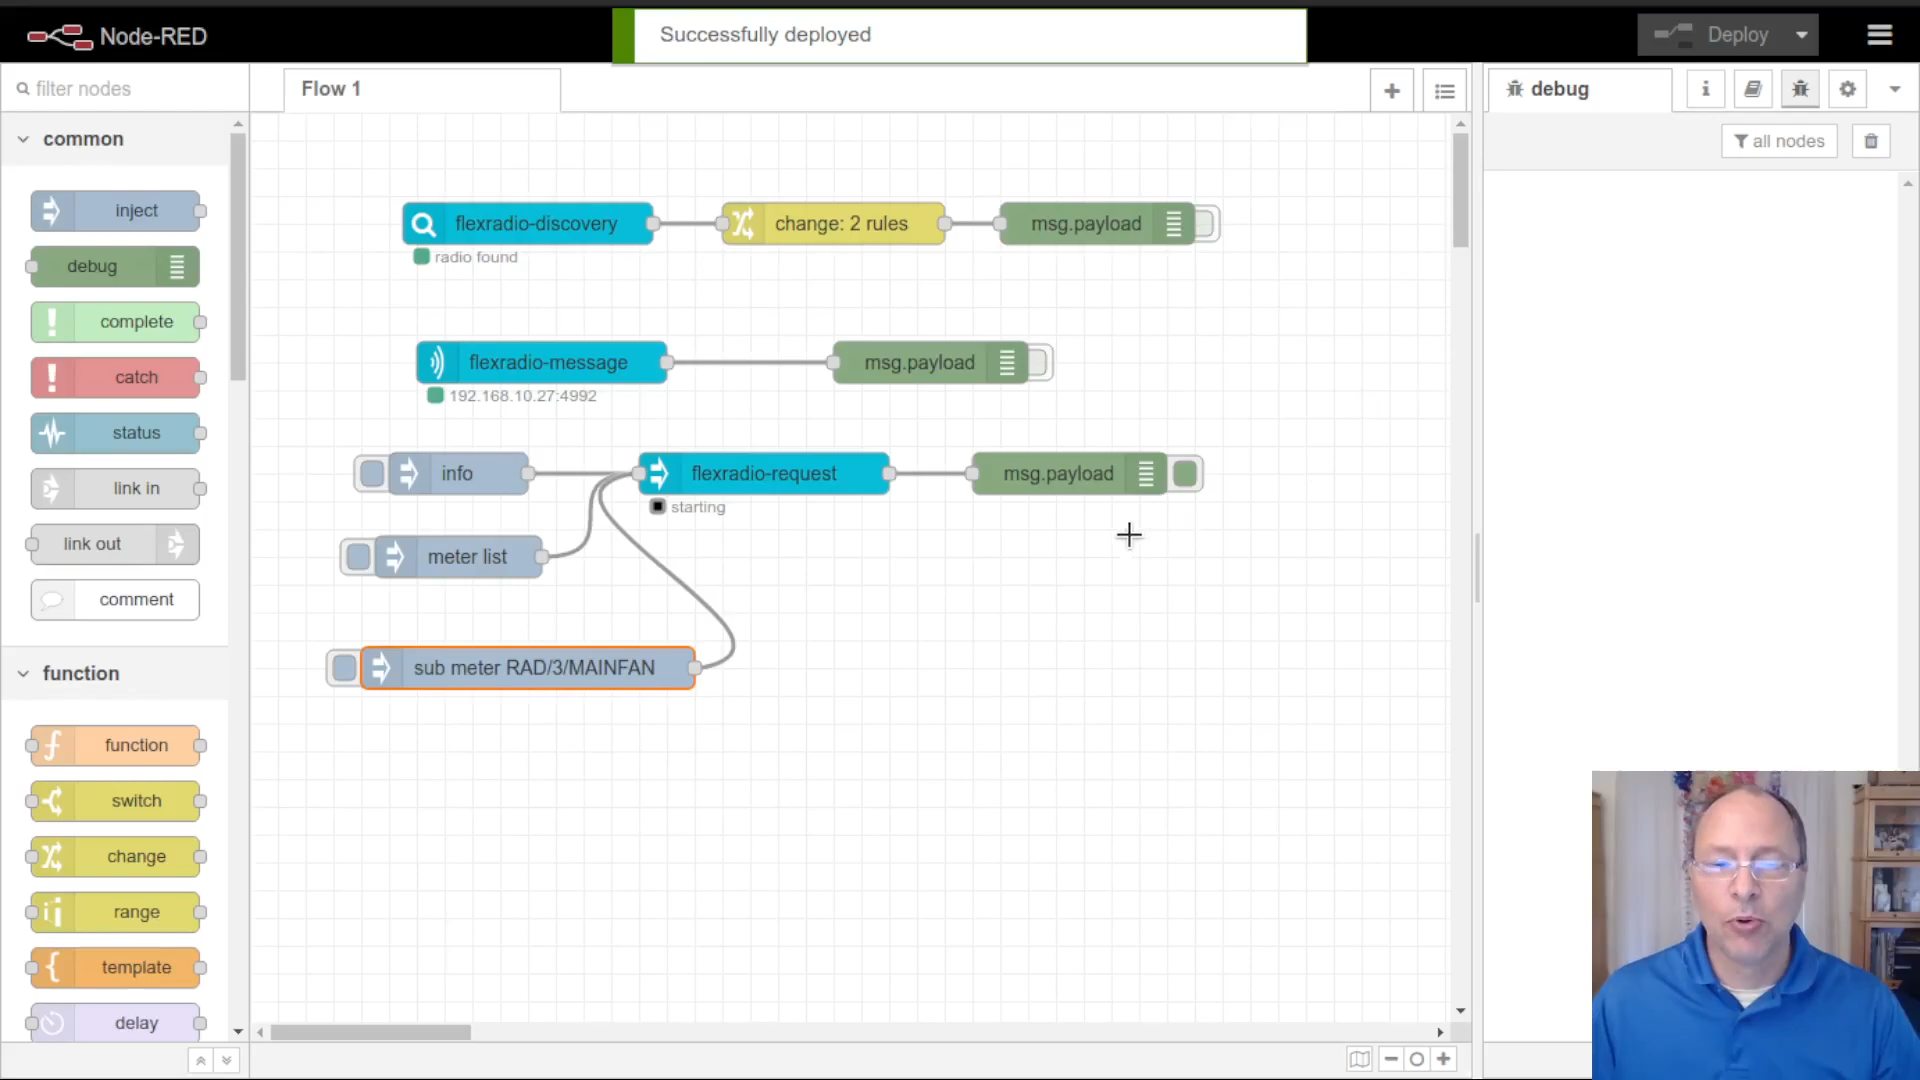 Node-RED
Successfully deployed
Deploy
filter nodes
Flow 1
debug
all nodes
common
inject
debug
complete
catch
status
link in
link out
comment
function
function
switch
change
range
template
delay
flexradio-discovery
change: 2 rules
msg.payload
radio found
flexradio-message
msg.payload
192.168.10.27:4992
info
flexradio-request
msg.payload
starting
meter list
sub meter RAD/3/MAINFAN